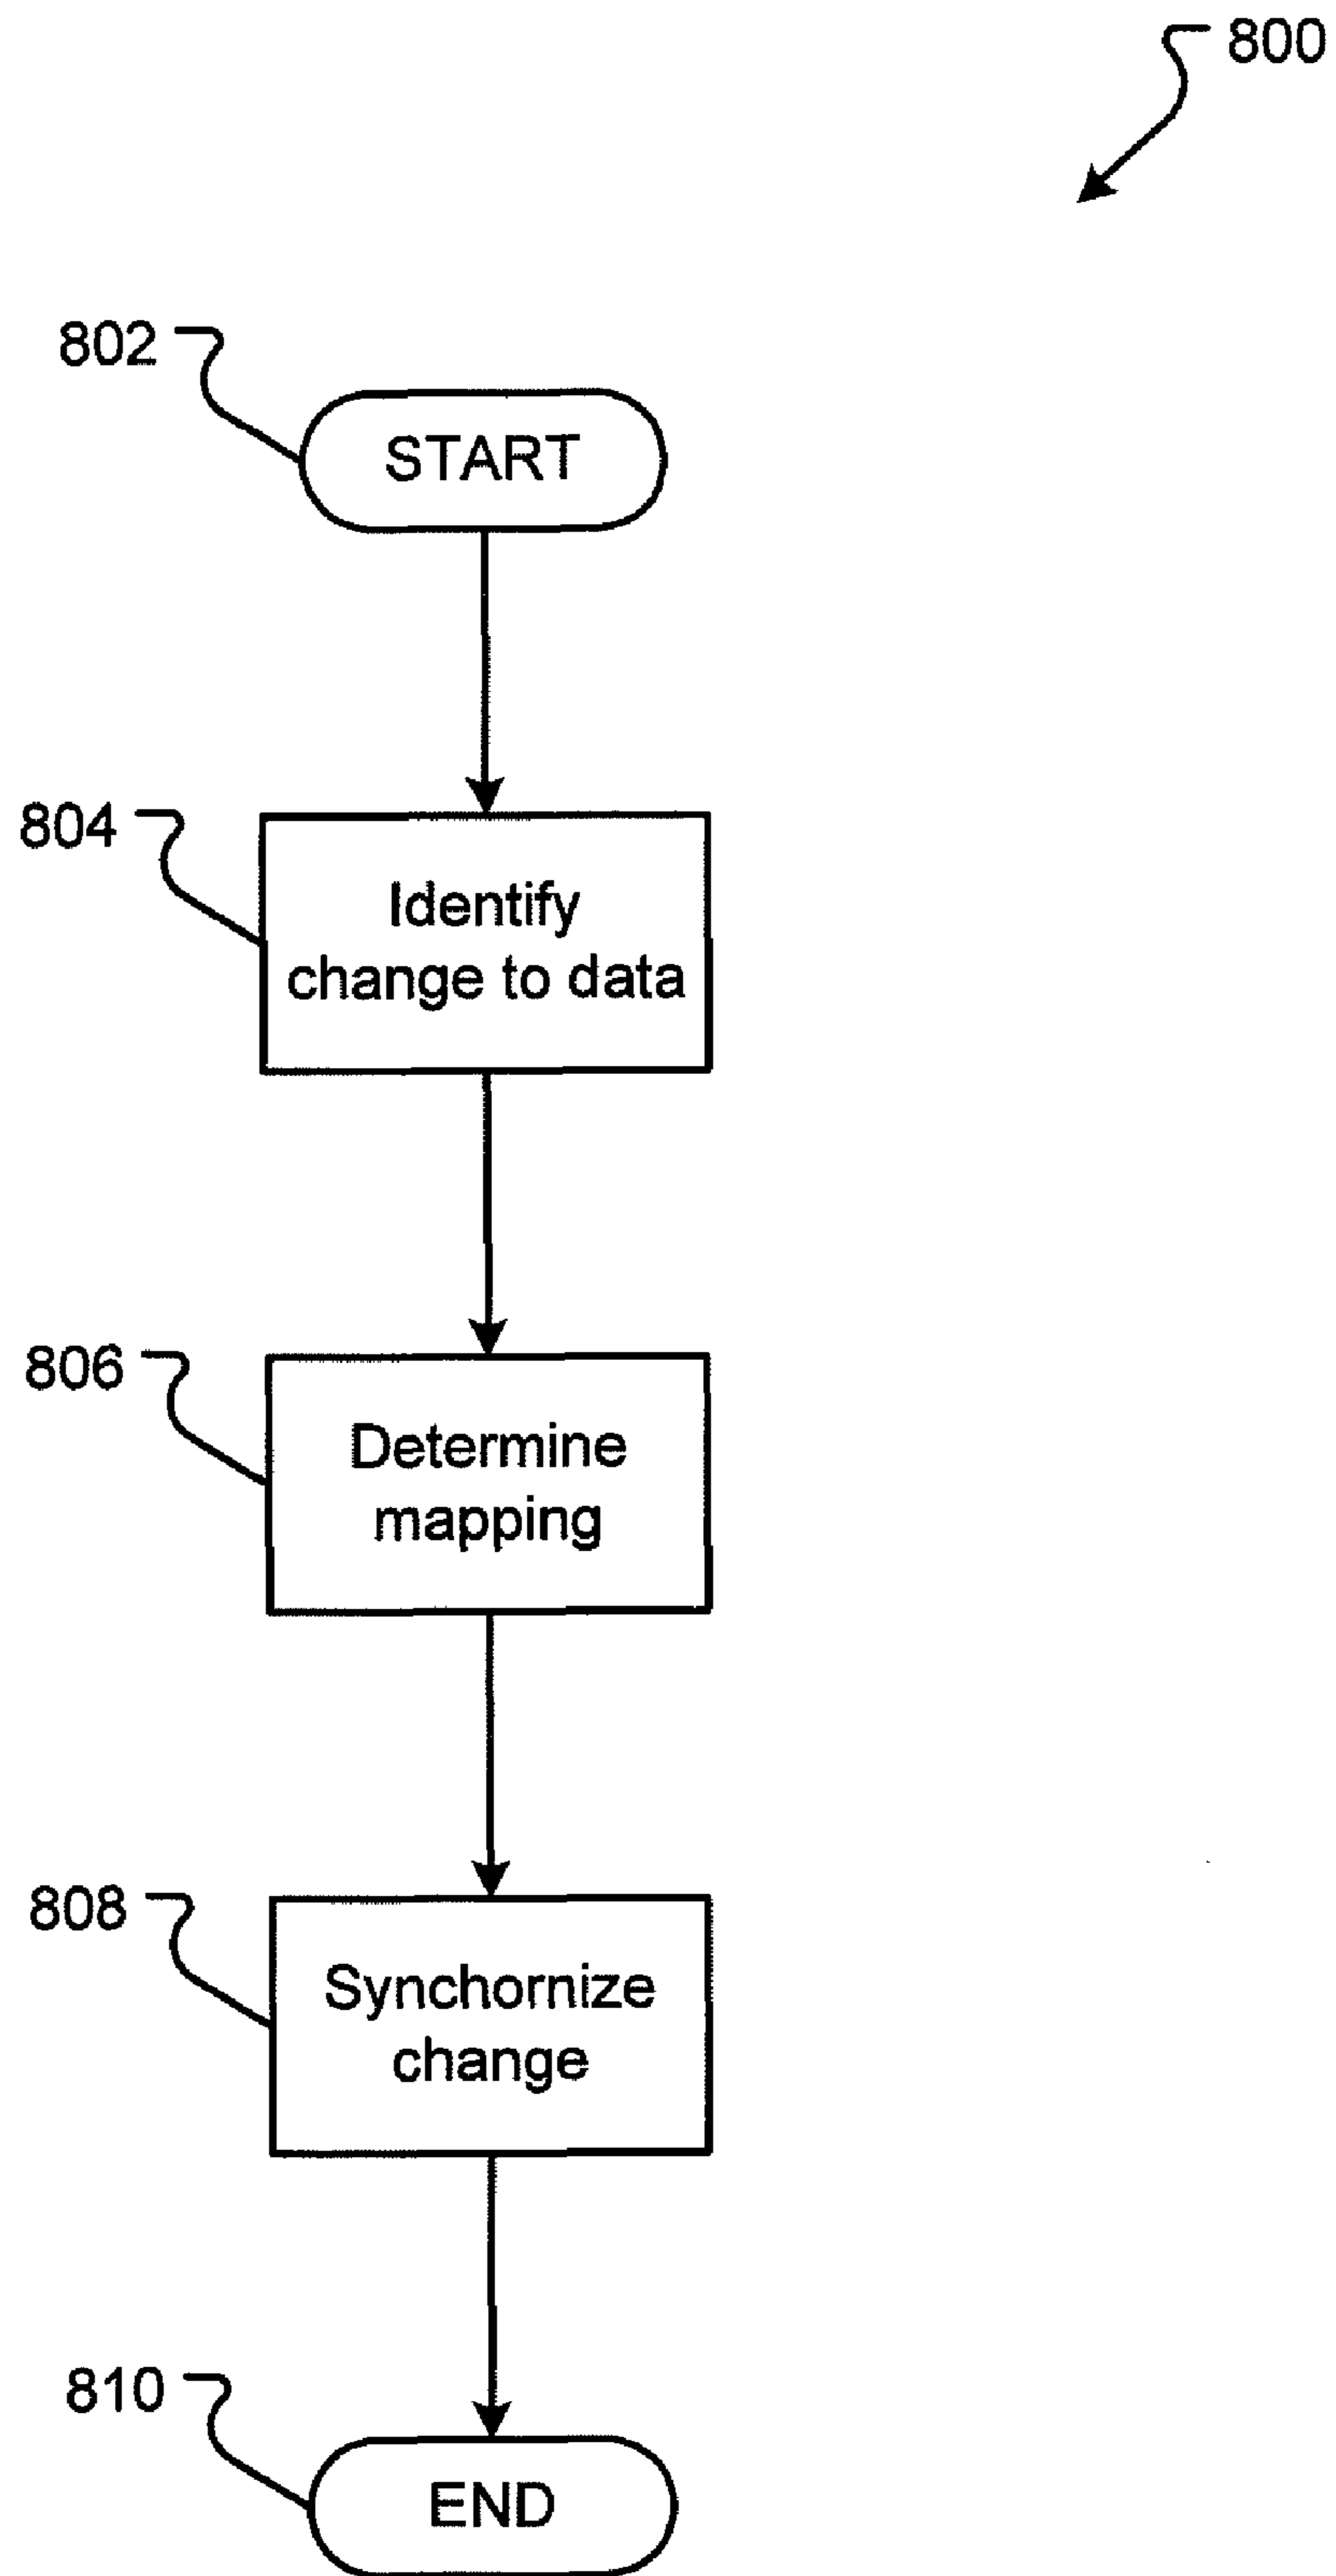 800
802
START
804
Identify
change to data
806
Determine
mapping
808
Synchornize
change
810
END